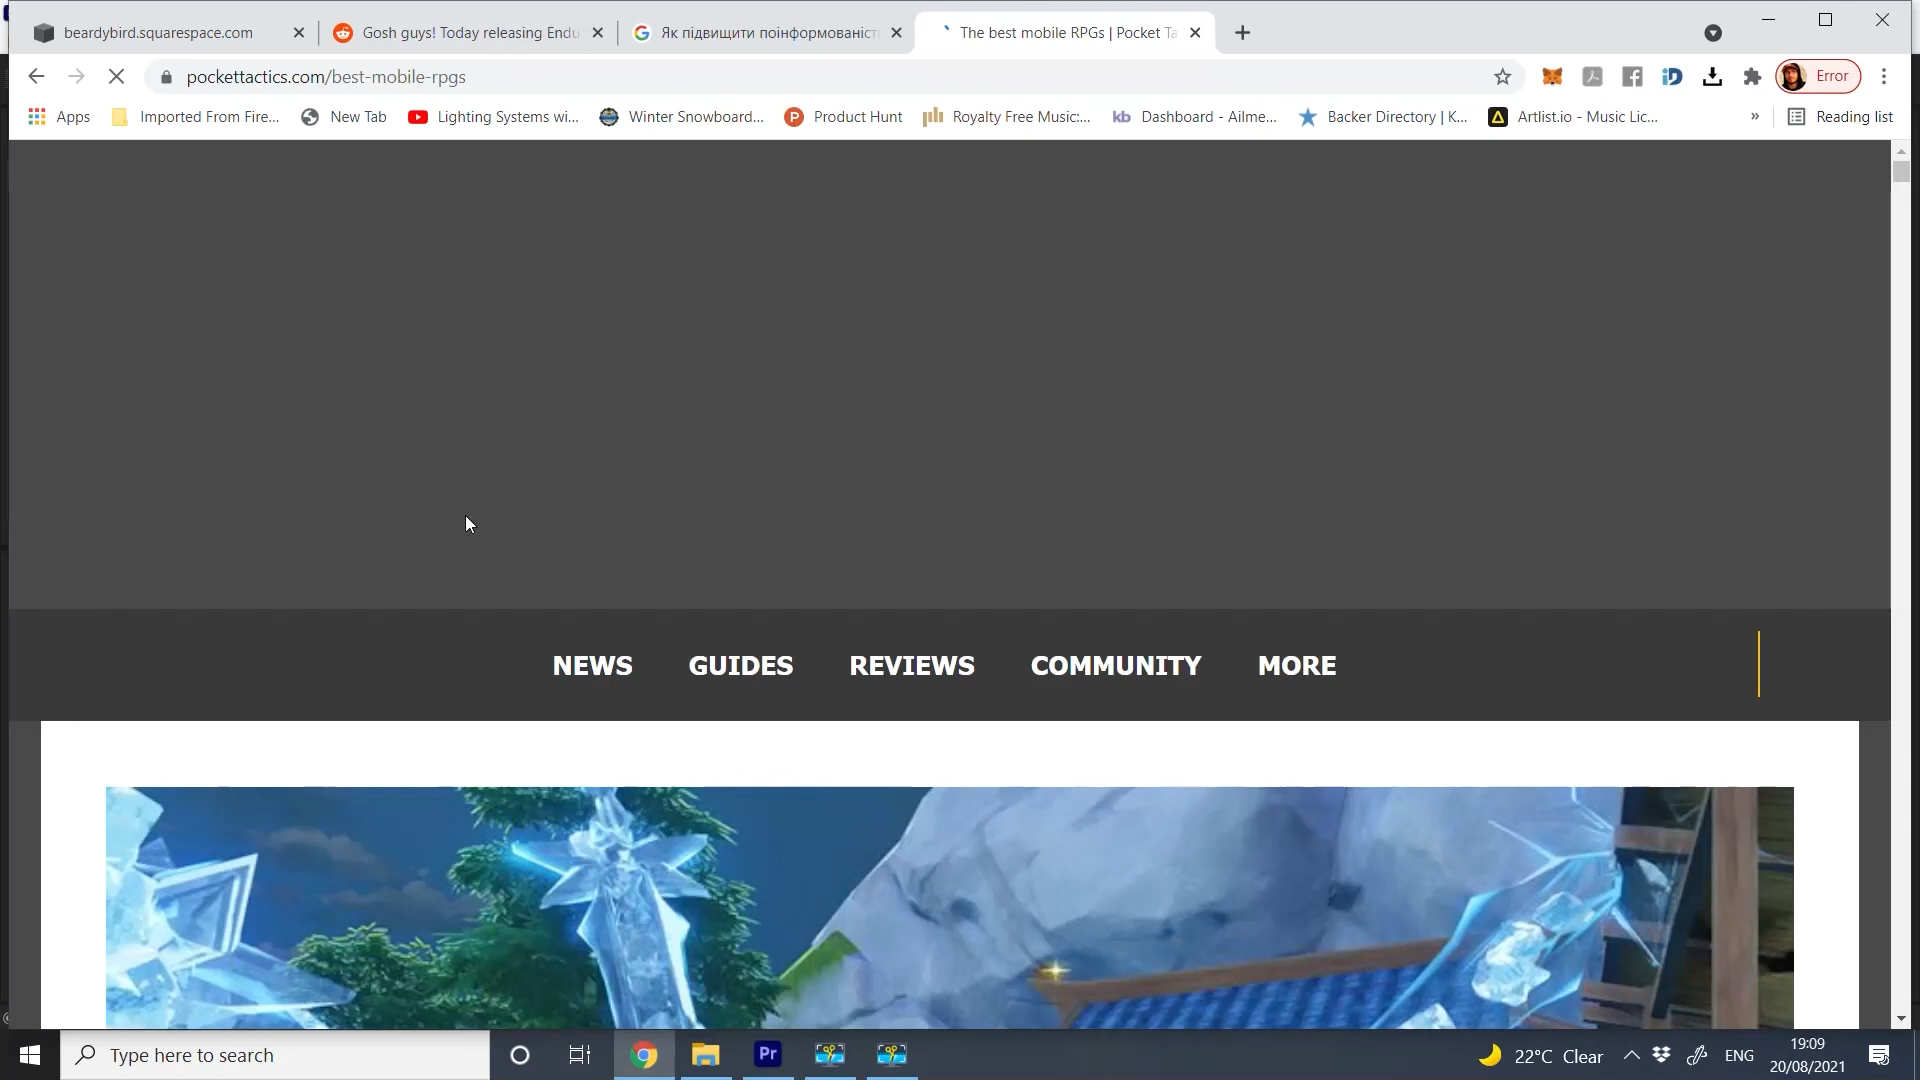 beardybird.squarespace.com
Gosh guys! Today releasing Endu
Як підвищити поінформованіст
The best mobile RPGs | Pocket Ta
pockettactics.com/best-mobile-rpgs
Error
Apps
Imported From Fire...
New Tab
Lighting Systems wi...
Winter Snowboard...
Product Hunt
Royalty Free Music:...
Dashboard - Ailme...
Backer Directory | K...
Artlist.io - Music Lic...
»
Reading list
NEWS GUIDES REVIEWS COMMUNITY MORE
Type here to search
Pr
22°C Clear
ENG
19:09
20/08/2021